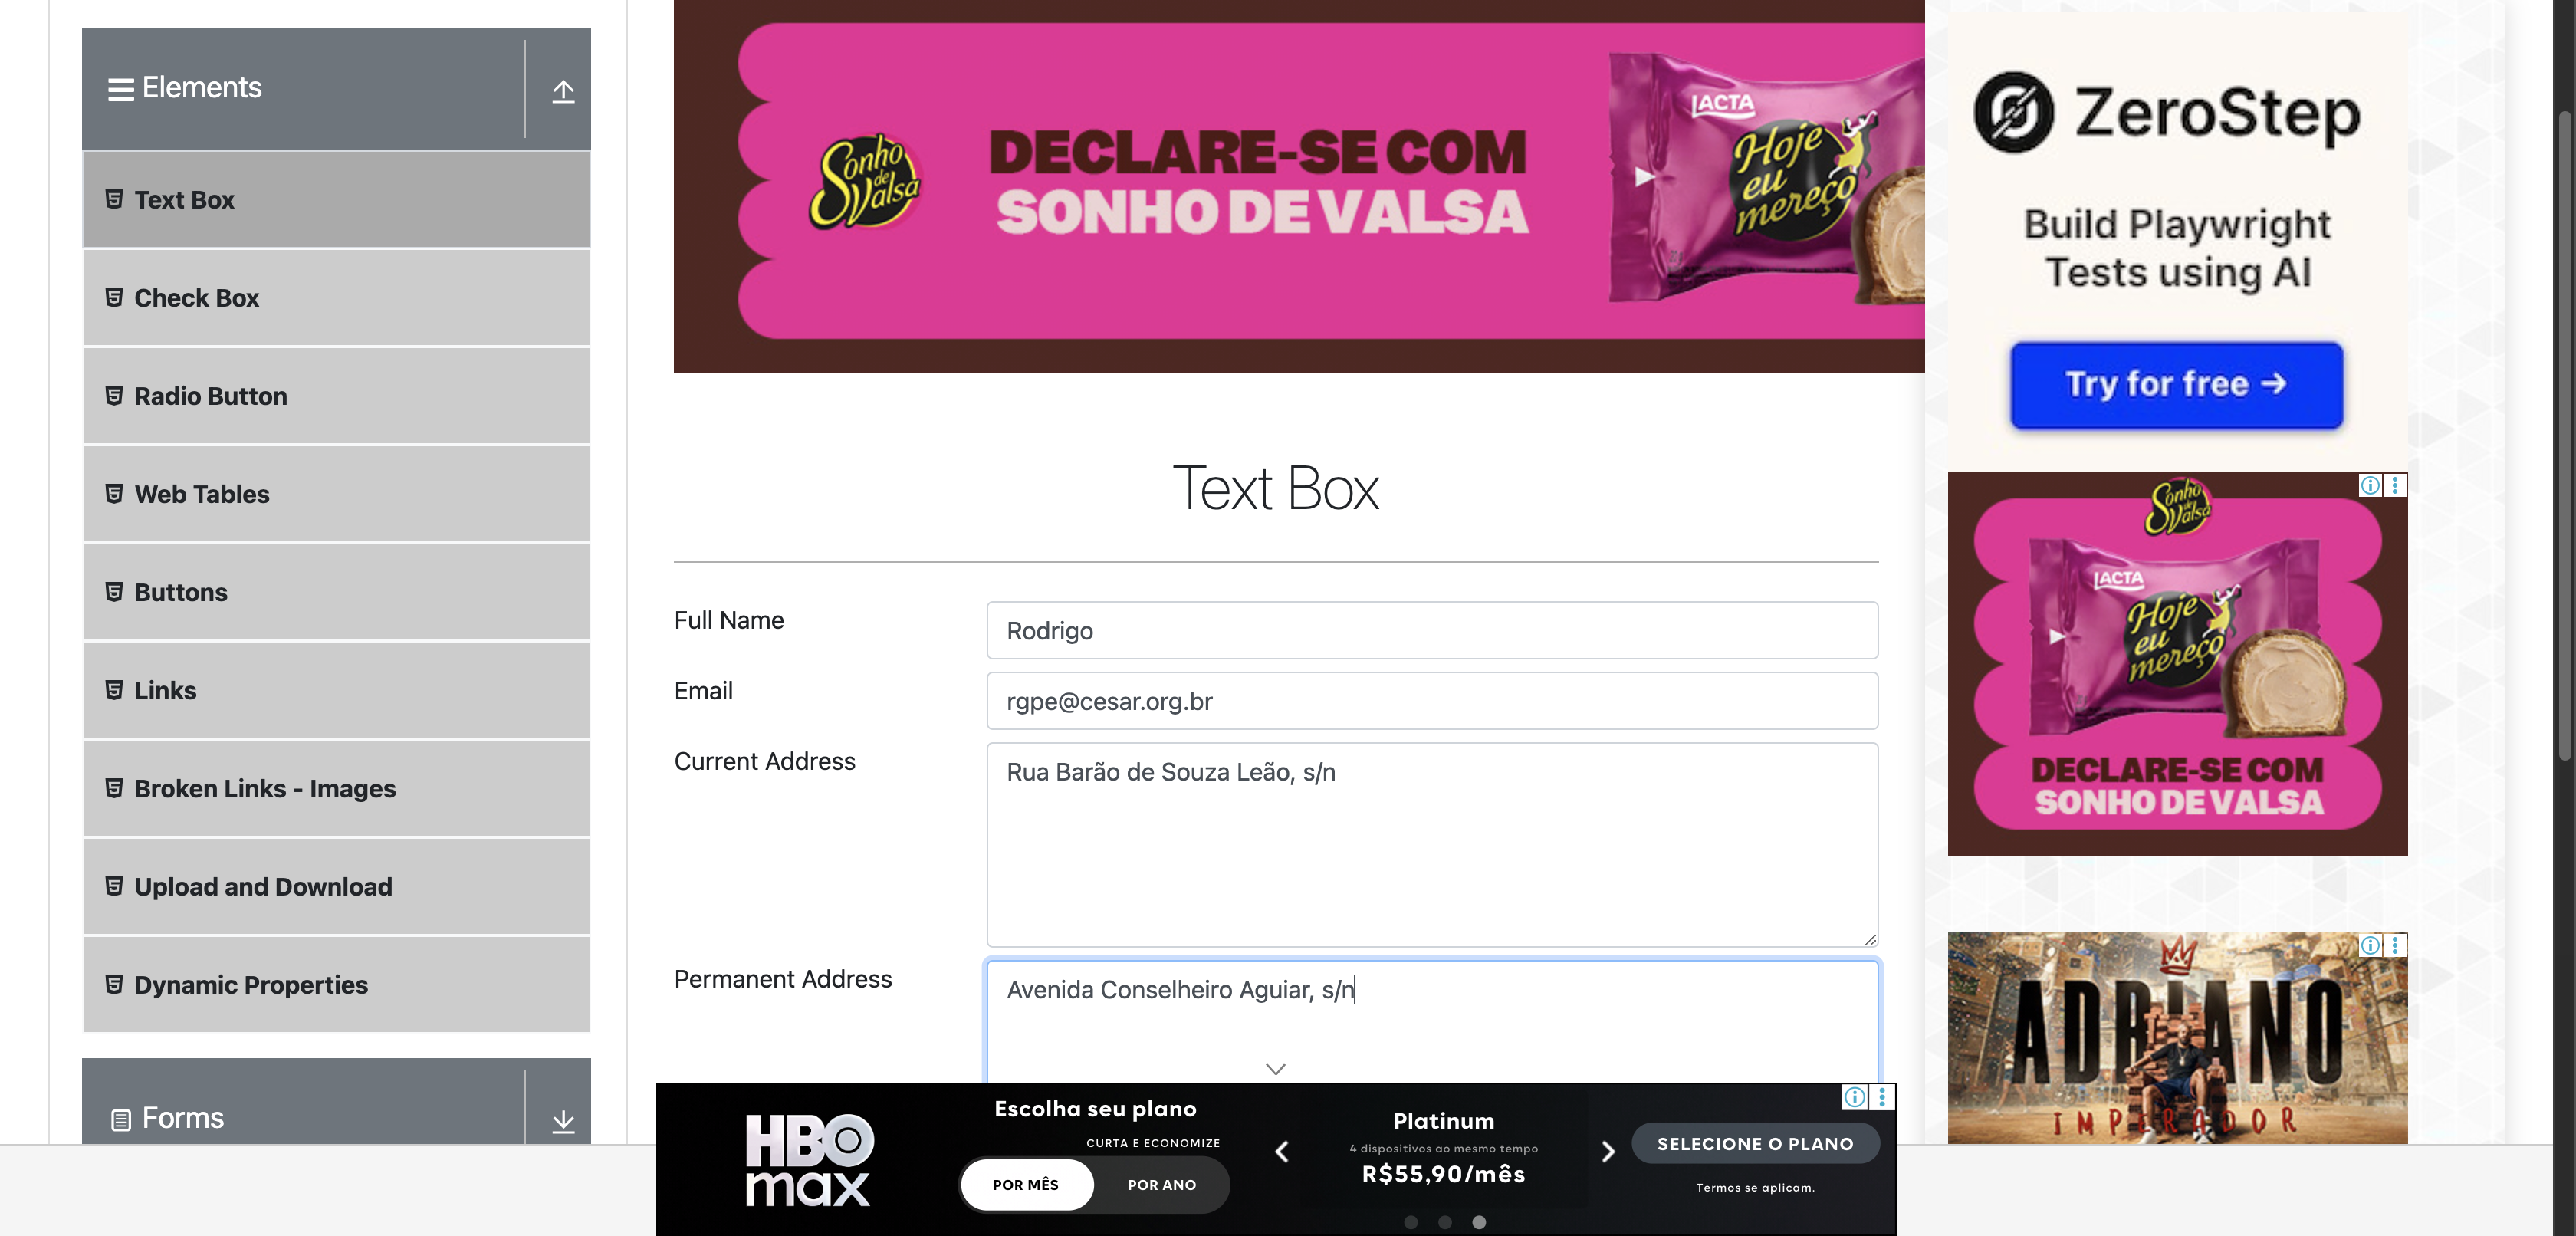 Elements
Text Box
Check Box
Radio Button
Web Tables
Buttons
Links
Broken Links - Images
Upload and Download
Dynamic Properties
Forms
Sonho
de
Valsa
DECLARE-SE COM
SONHO DE VALSA
LACTA
Hoje
eu
mereço
Text Box
Full Name
Rodrigo
Email
rgpe@cesar.org.br
Current Address
Rua Barão de Souza Leão, s/n
Permanent Address
Avenida Conselheiro Aguiar, s/n
HBO
max
Escolha seu plano
CURTA E ECONOMIZE
POR MÊS
POR ANO
Platinum
4 dispositivos ao mesmo tempo
R$55,90/mês
SELECIONE O PLANO
Termos se aplicam.
ZeroStep
Build Playwright
Tests using AI
Try for free →
Sonho
de
Valsa
LACTA
Hoje
eu
mereço
DECLARE-SE COM
SONHO DE VALSA
ADRIANO
IMPERADOR